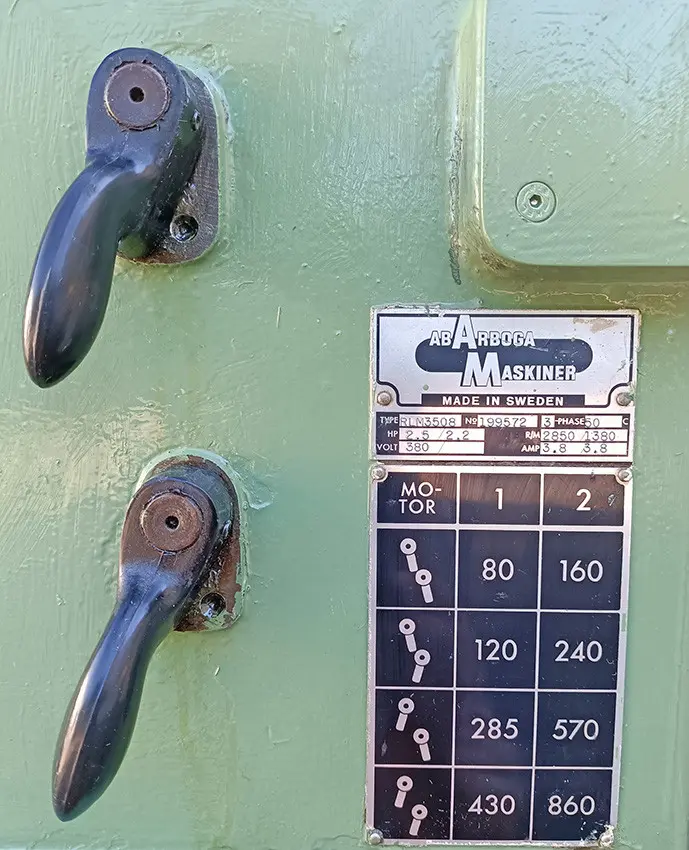 AB ARBOGA
MASKINER
MADE IN SWEDEN
TYPE RLM3508 No 199572 3-PHASE 50 C
HP 2.5 / 2.2 R/M 2850 / 1380
VOLT 380 / AMP 3.8 3.8
MO-TOR 1 2
80 160
120 240
285 570
430 860